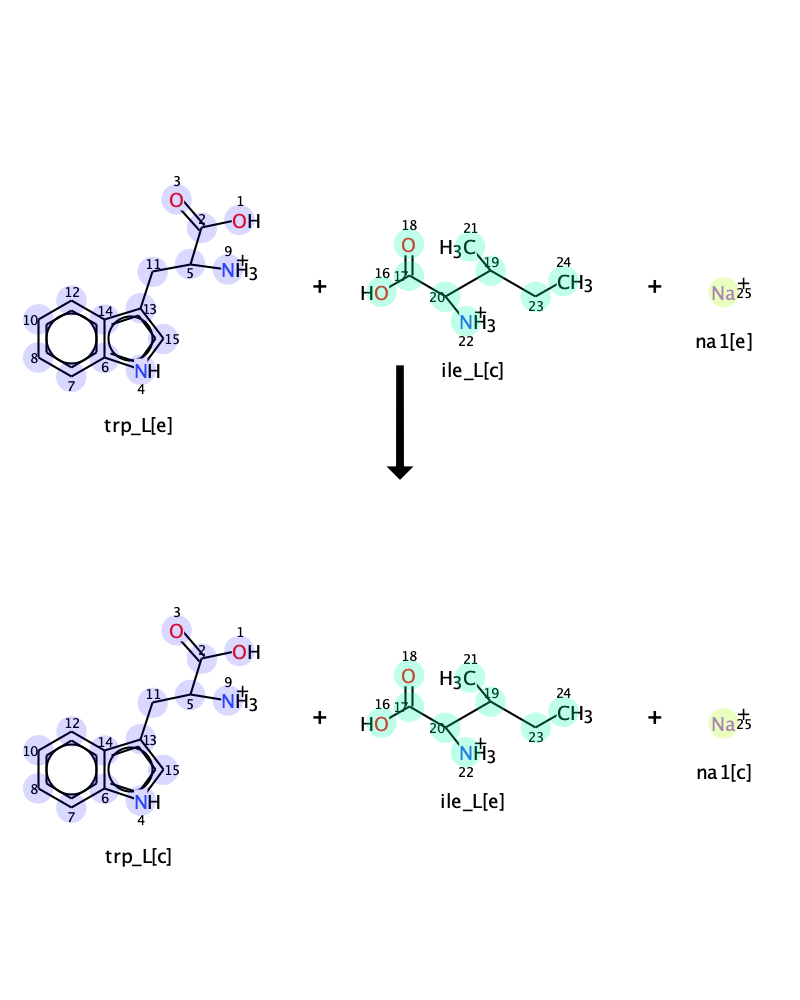 3
O
1
2
OH
9
NH3+
11
5
12
10
14
13
15
8
6
NH
7
4
trp_L[e]
+
18
O
21
H3C
16
17
19
24
CH3
HO
20
23
NH3+
22
ile_L[c]
+
Na+
25
na1[e]
3
O
1
2
OH
9
NH3+
11
5
12
10
14
13
15
8
6
NH
7
4
trp_L[c]
+
18
O
21
H3C
16
17
19
24
CH3
HO
20
23
NH3+
22
ile_L[e]
+
Na+
25
na1[c]